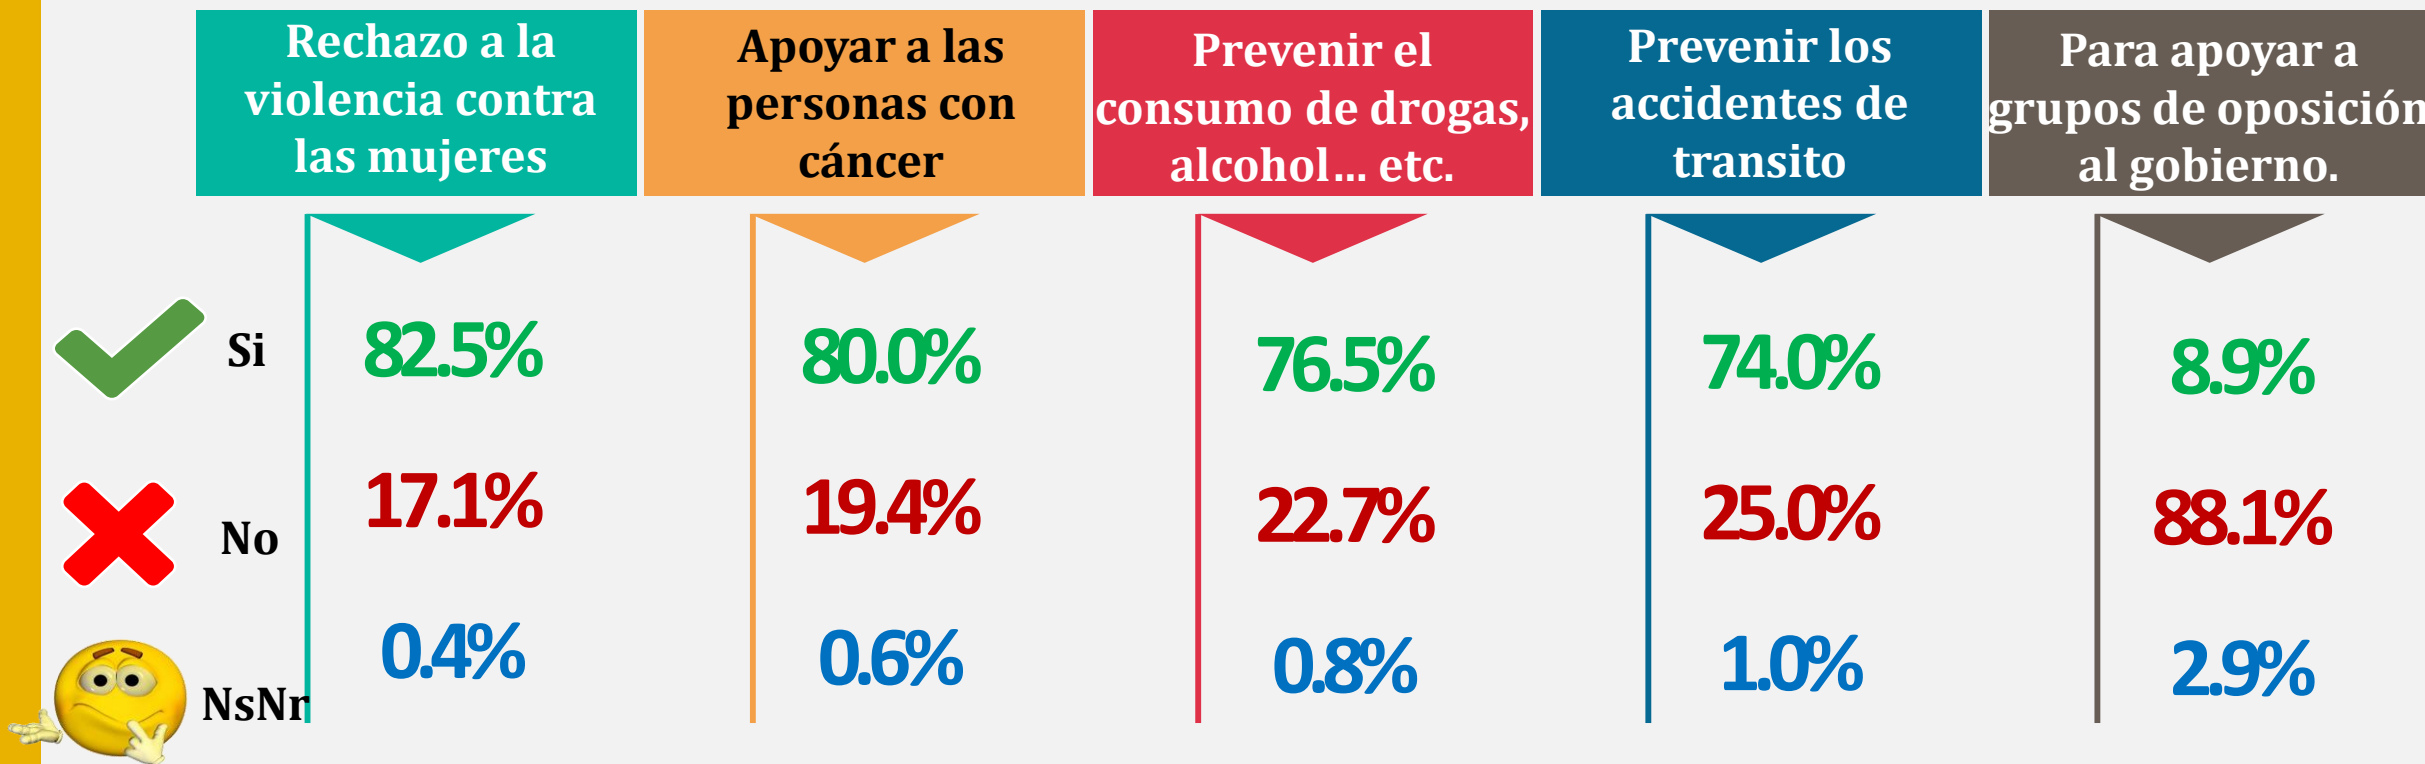 Rechazo a la
violencia contra
las mujeres
Apoyar a las
personas con
cáncer
Prevenir el
consumo de drogas,
alcohol... etc.
Prevenir los
accidentes de
transito
Para apoyar a
grupos de oposición
al gobierno.
Si 82.5% 80.0% 76.5% 74.0% 8.9%
No 17.1% 19.4% 22.7% 25.0% 88.1%
NsNr 0.4% 0.6% 0.8% 1.0% 2.9%